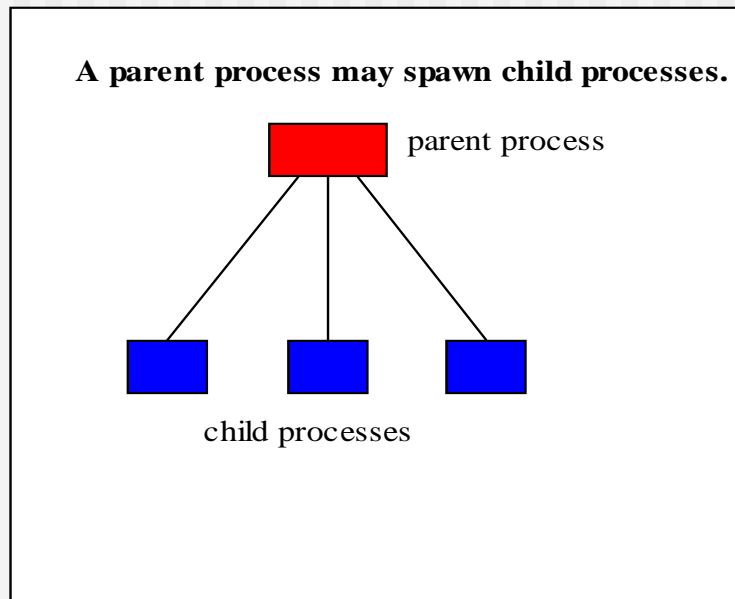 A parent process may spawn child processes.
parent process
child processes